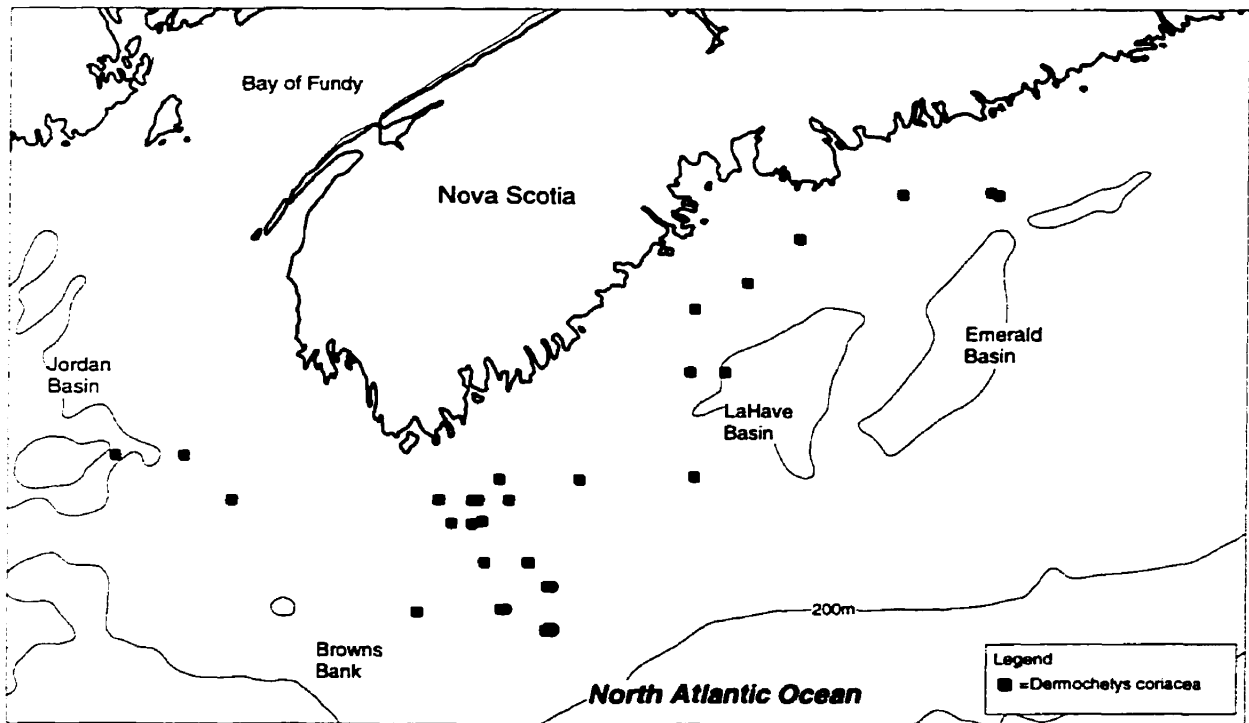 Bay of Fundy
Nova Scotia
Emerald
Basin
Jordan
Basin
LaHave
Basin
200m
Browns
Bank
Legend
=Dermochelys coriacea
North Atlantic Ocean